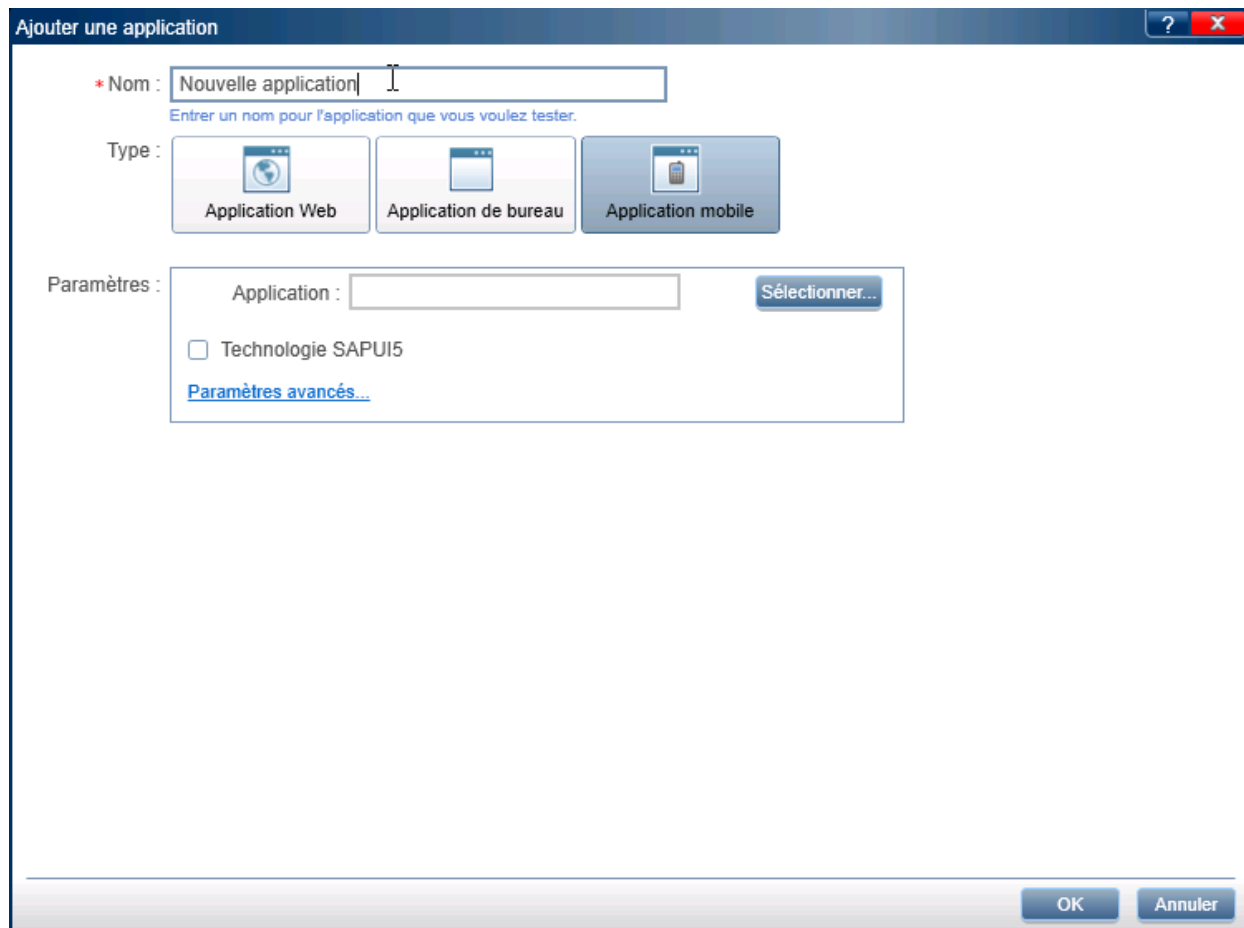 Ajouter une application
? X
* Nom : Nouvelle application
Entrer un nom pour l'application que vous voulez tester.
Type :
Application Web Application de bureau Application mobile
Paramètres : Application : Sélectionner...
Technologie SAPUI5
Paramètres avancés...
OK Annuler